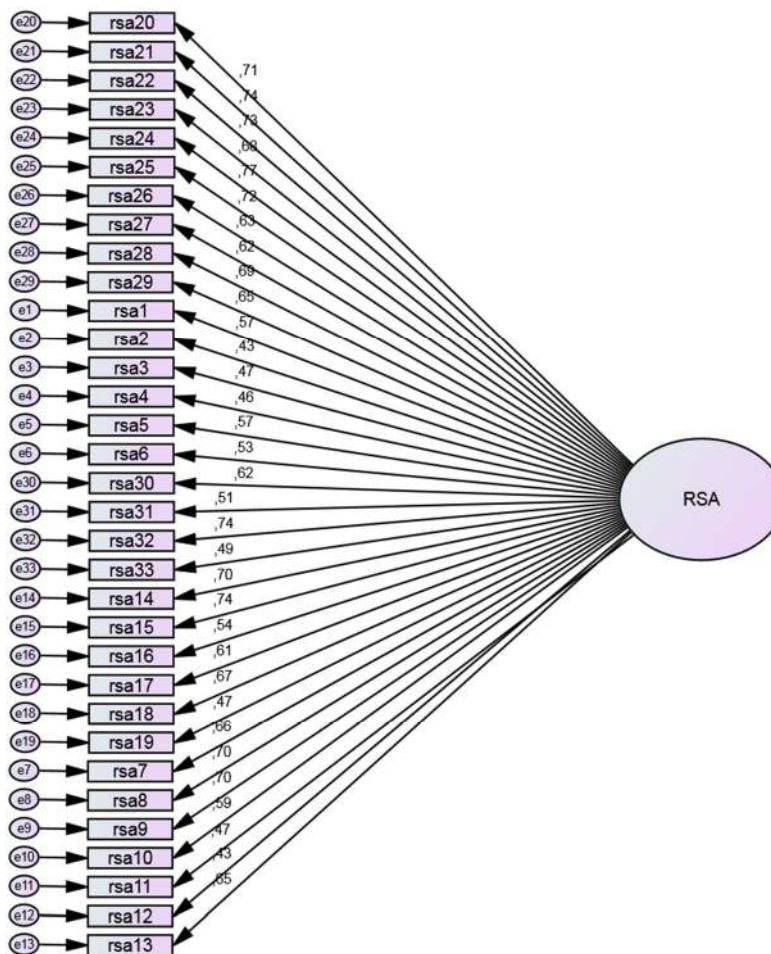 e20 rsa20
e21 rsa21
,71
e22 rsa22
,74
e23 rsa23
,73
e24 rsa24
,68
e25 rsa25
,77
e26 rsa26
,72
e27 rsa27
,63
e28 rsa28
,62
e29 rsa29
,69
e1 rsa1
,65
e2 rsa2
,57
e3 rsa3
,43
e4 rsa4
,47
e5 rsa5
,46
e6 rsa6
,57
e30 rsa30
,53
,62
RSA
e31 rsa31
,51
e32 rsa32
,74
e33 rsa33
,49
e14 rsa14
,70
e15 rsa15
,74
e16 rsa16
,54
e17 rsa17
,61
e18 rsa18
,67
e19 rsa19
,47
e7 rsa7
,66
e8 rsa8
,70
e9 rsa9
,70
e10 rsa10
,59
e11 rsa11
,47
e12 rsa12
,43
e13 rsa13
,65